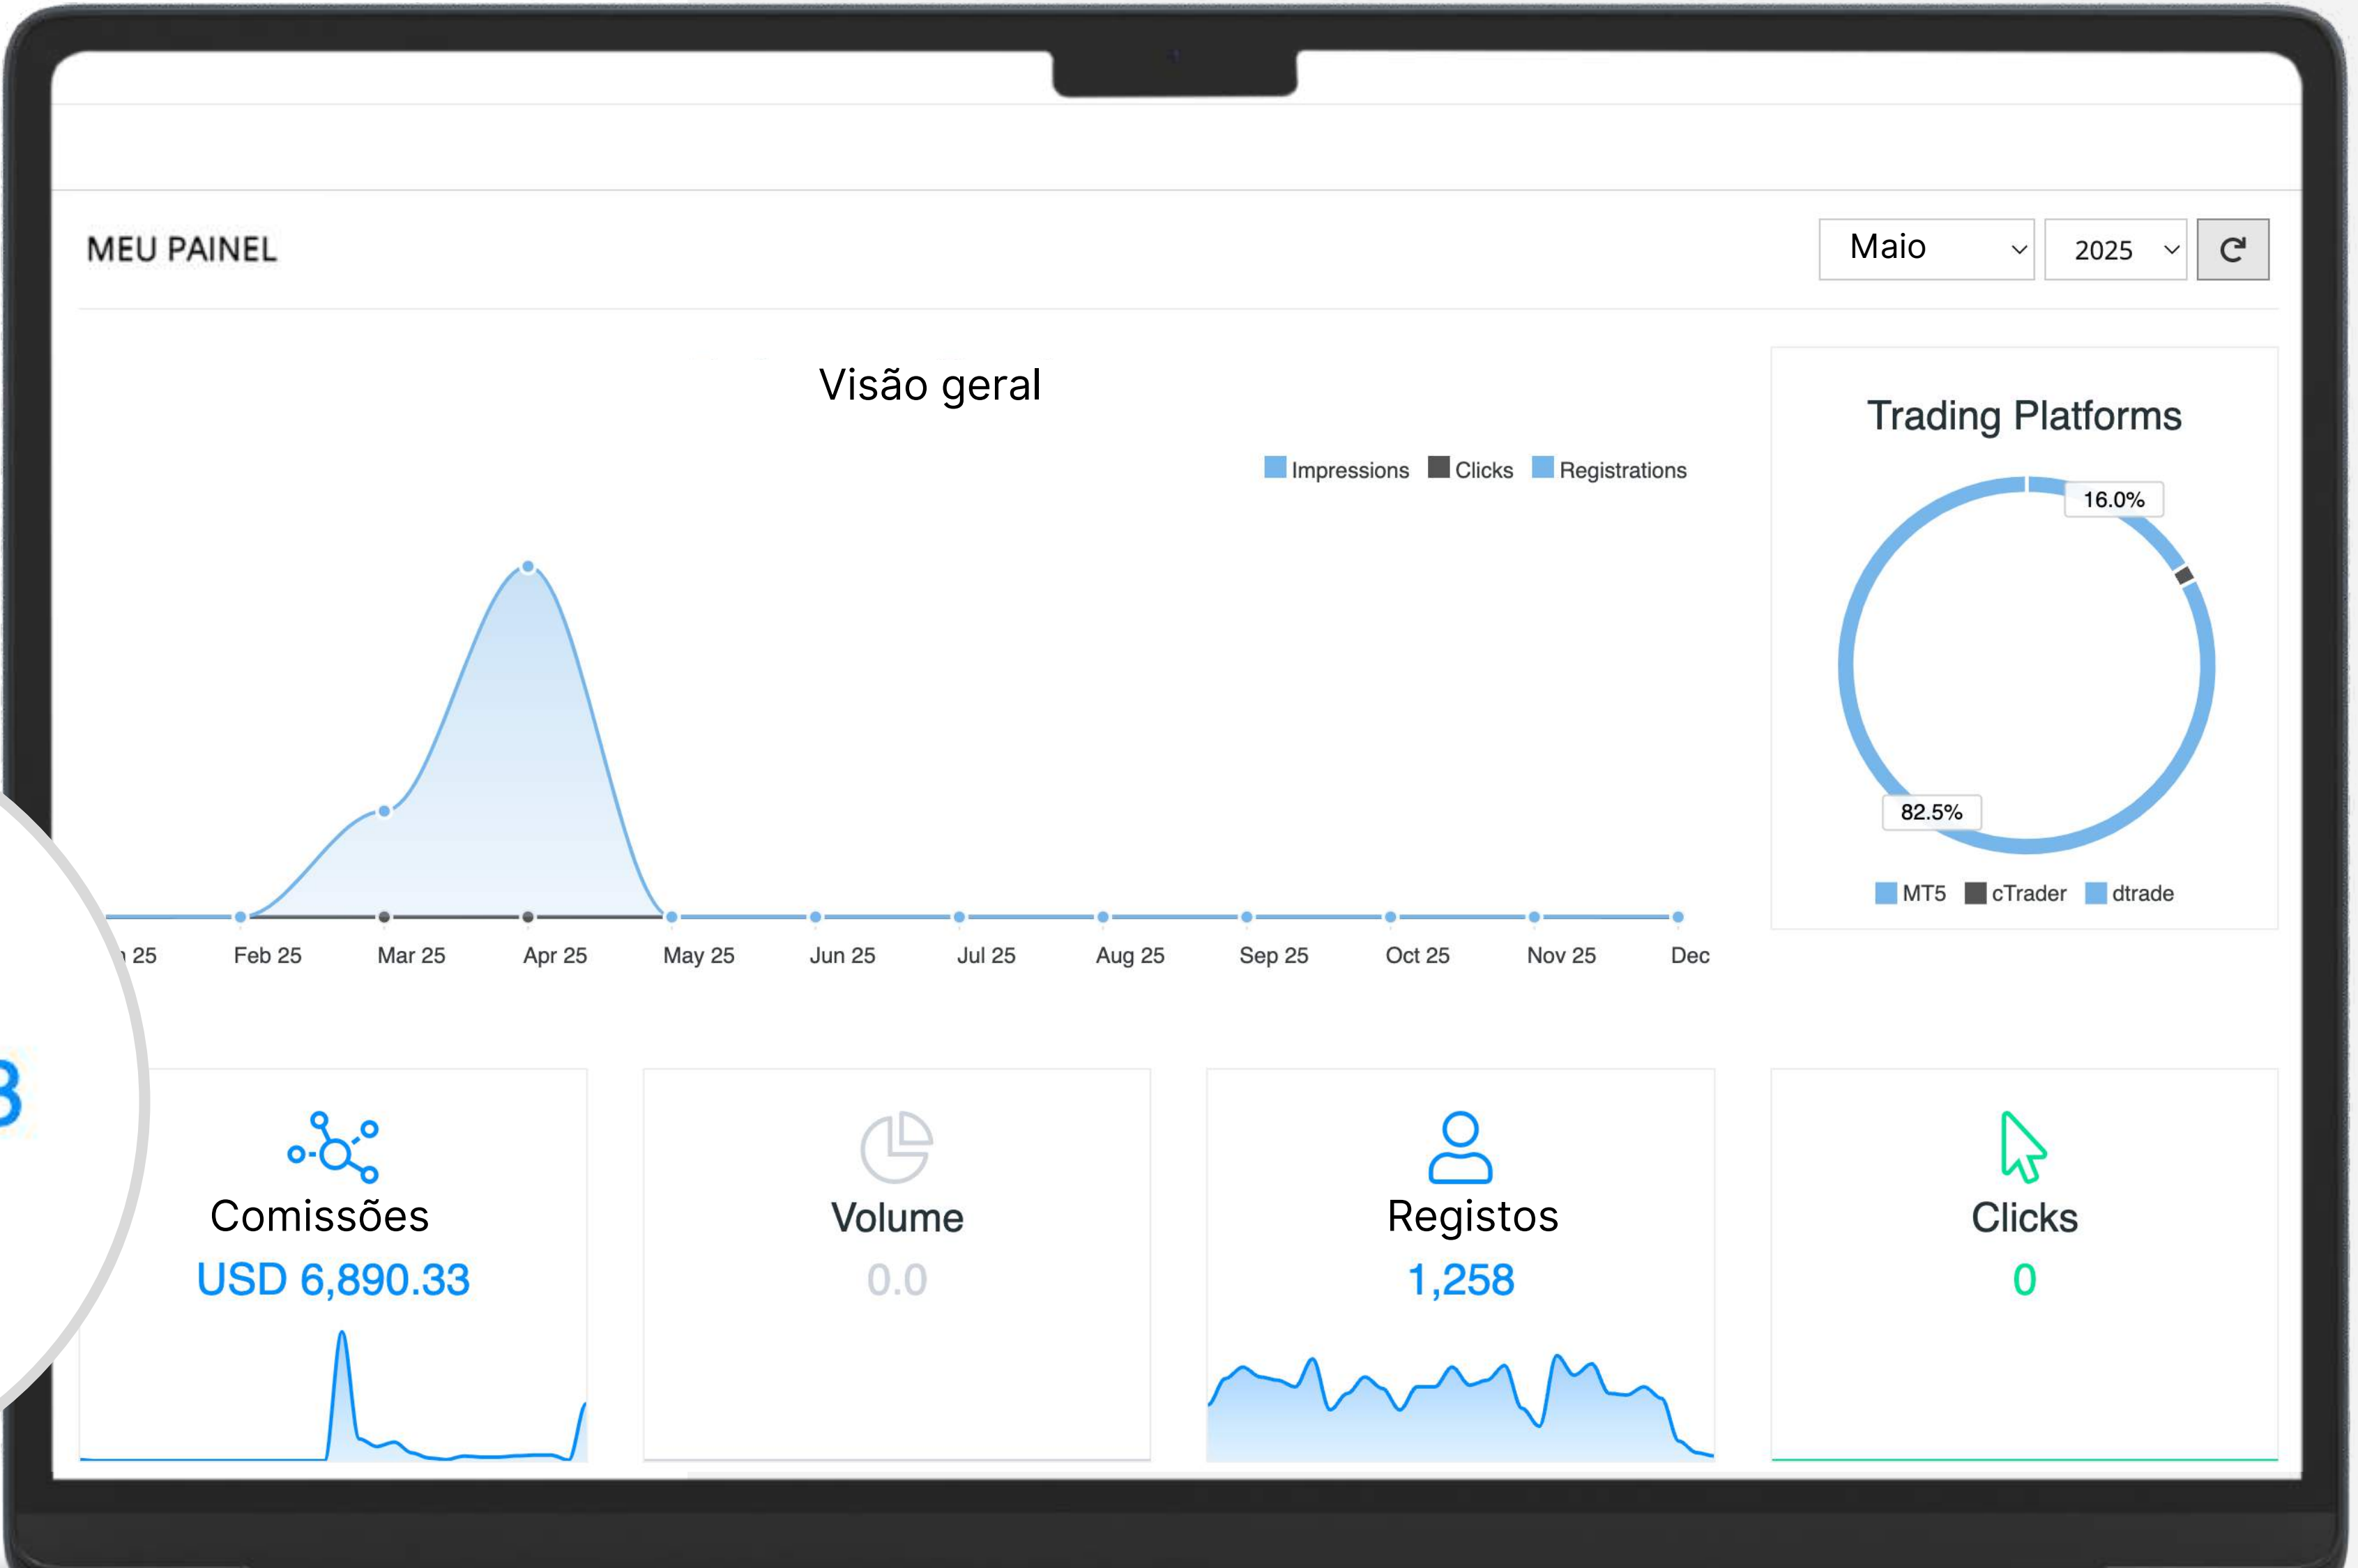 MEU PAINEL
Maio
2025
Visão geral
Impressions Clicks Registrations
Trading Platforms
16.0%
82.5%
MT5 cTrader dtrade
25 Feb 25 Mar 25 Apr 25 May 25 Jun 25 Jul 25 Aug 25 Sep 25 Oct 25 Nov 25 Dec
3
Comissões
USD 6,890.33
Volume
0.0
Registos
1,258
Clicks
0